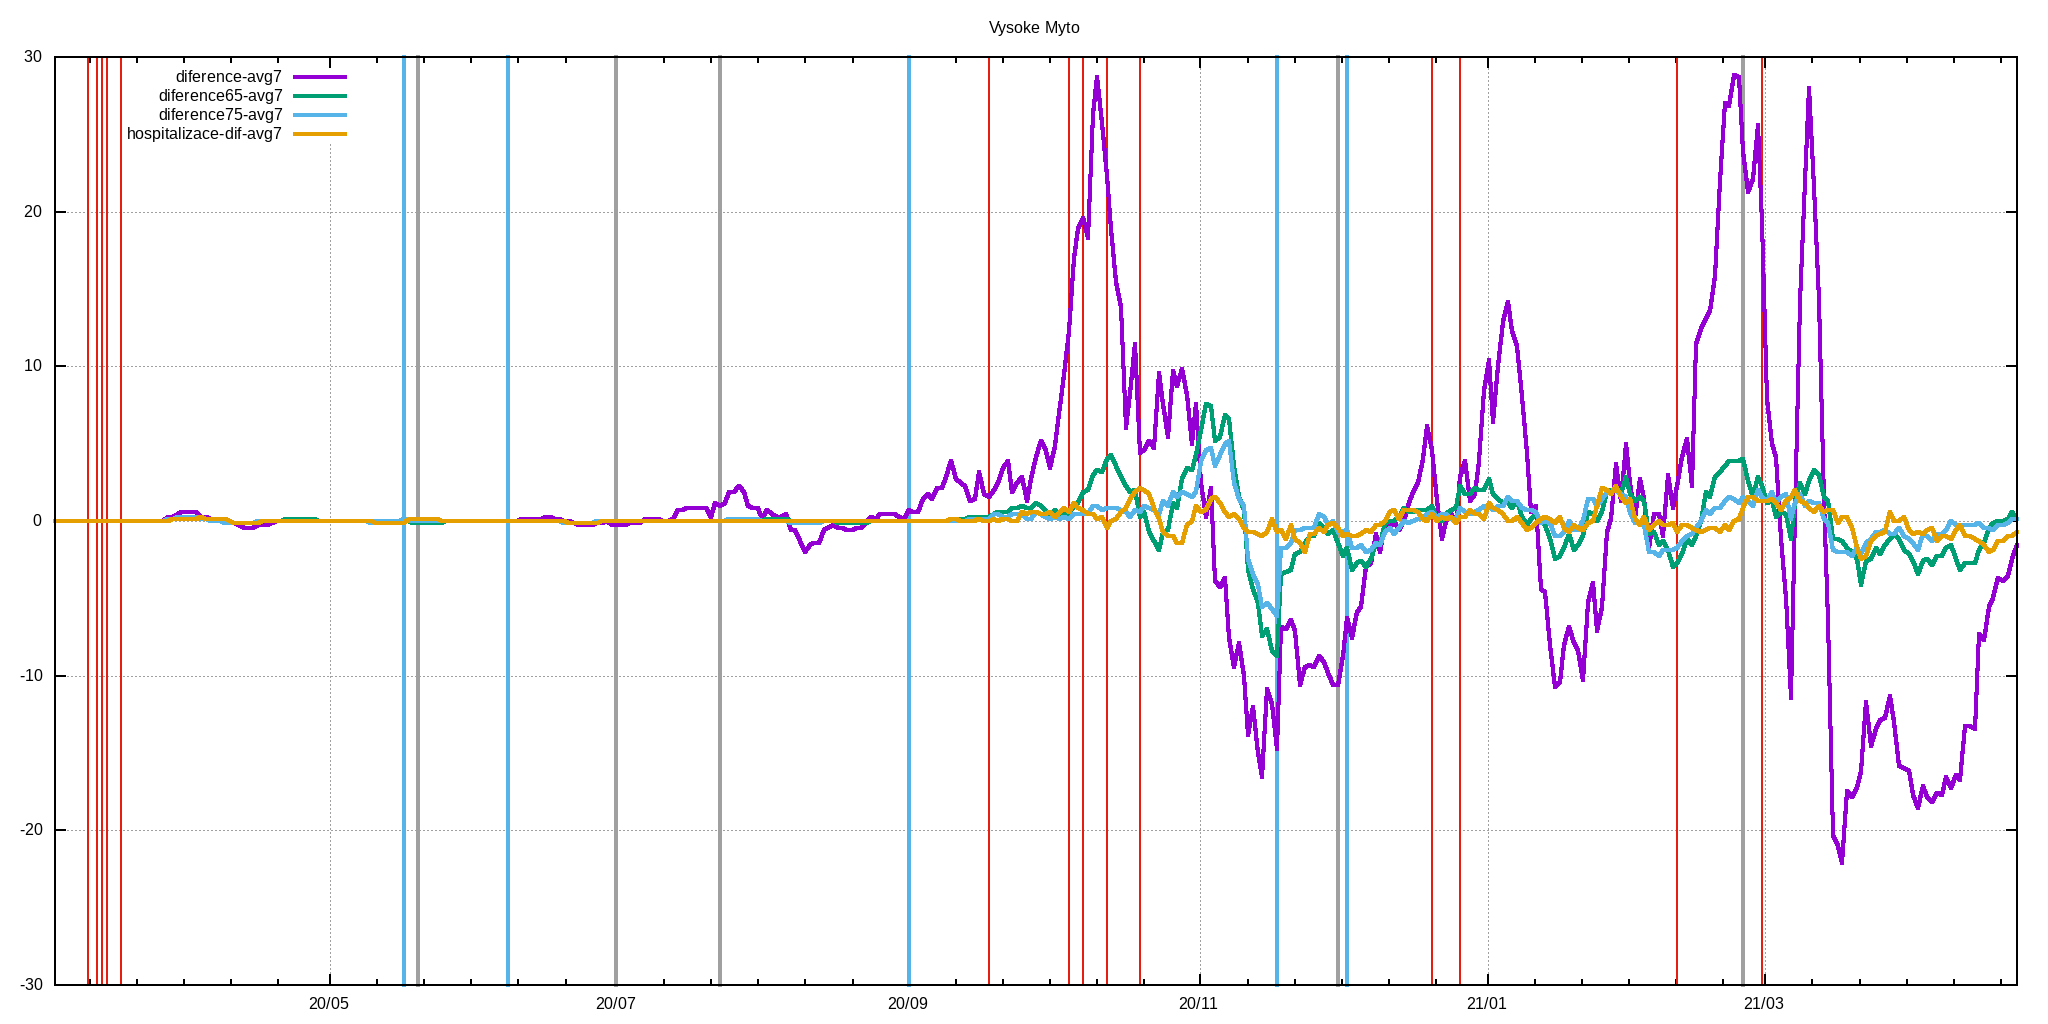 Vysoke Myto
diference-avg7
diference65-avg7
diference75-avg7
hospitalizace-dif-avg7
30
20
10
0
-10
-20
-30
20/05 20/07 20/09 20/11 21/01 21/03